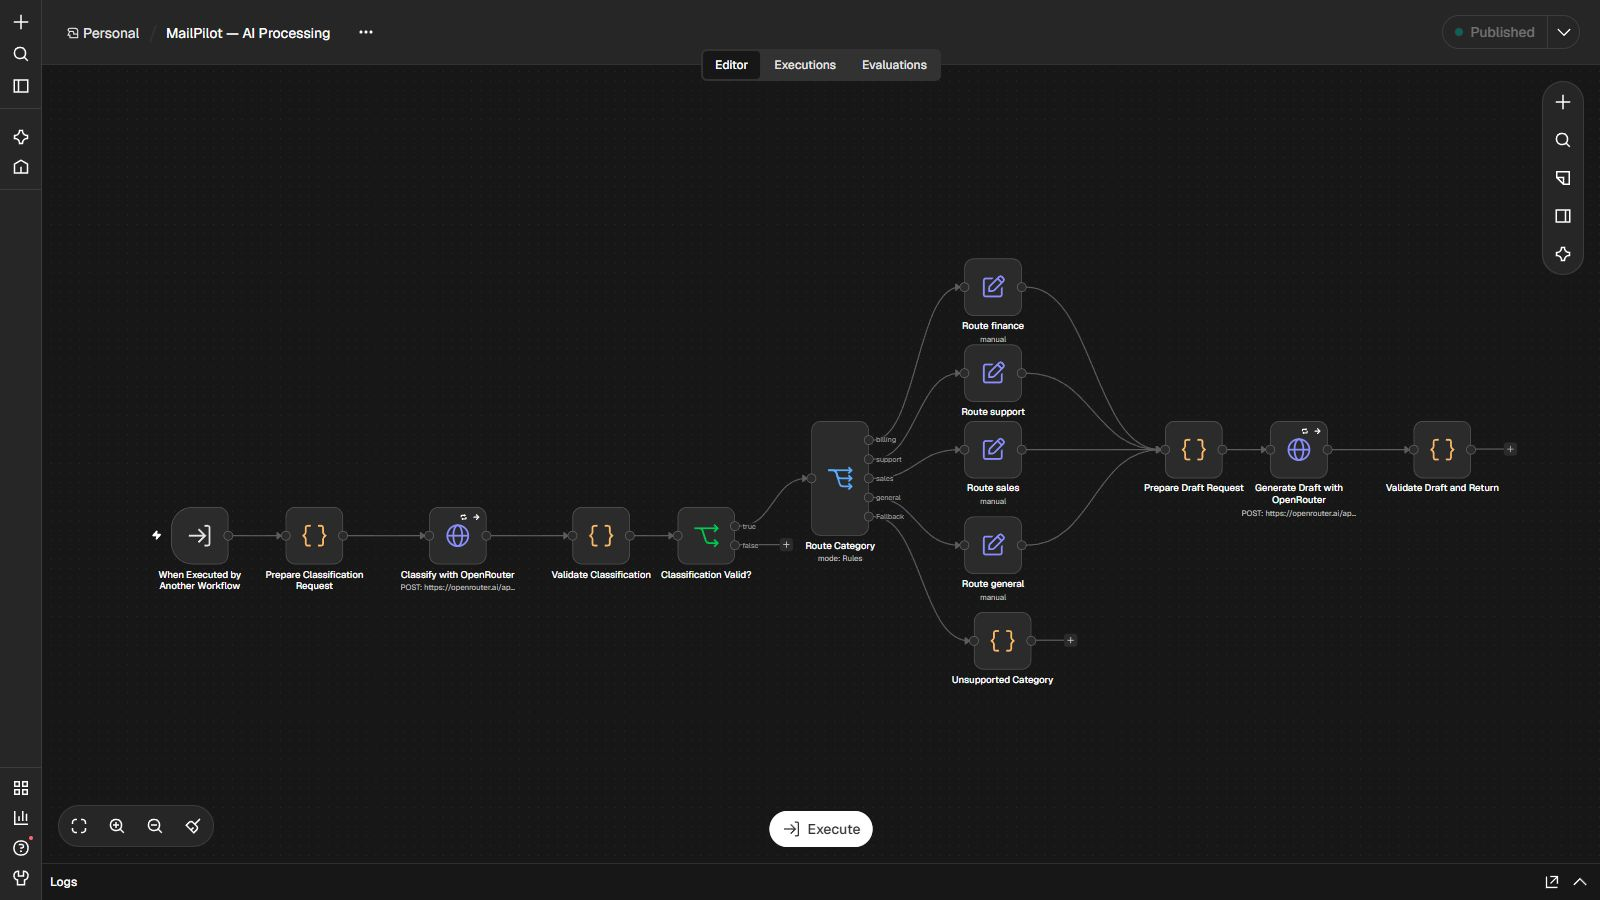 Personal / MailPilot — AI Processing
Published
Editor
Executions
Evaluations
Route finance
manual
Route support
Route sales
manual
Route general
manual
Unsupported Category
billing
support
sales
general
Fallback
Route Category
mode: Rules
When Executed by
Another Workflow
Prepare Classification
Request
Classify with OpenRouter
POST: https://openrouter.ai/ap...
Validate Classification
Classification Valid?
true
false
Prepare Draft Request
Generate Draft with
OpenRouter
POST: https://openrouter.ai/ap...
Validate Draft and Return
Execute
Logs